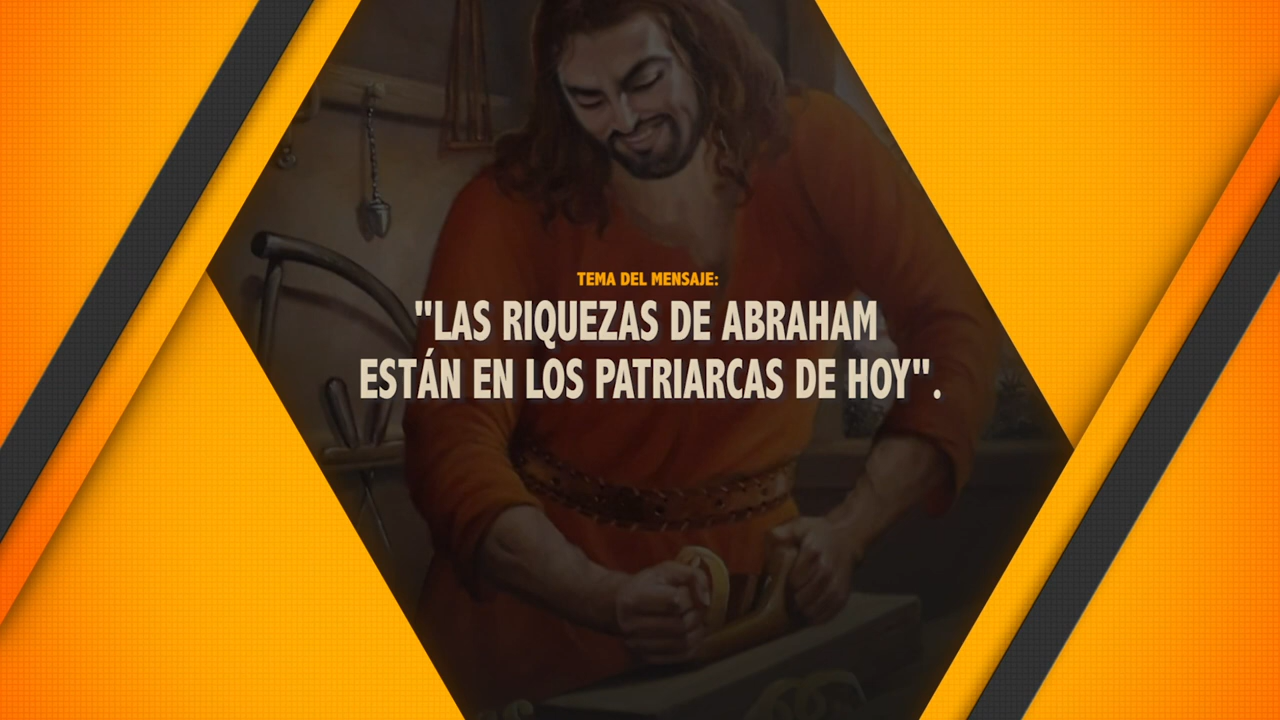 TEMA DEL MENSAJE:
"LAS RIQUEZAS DE ABRAHAM
ESTÁN EN LOS PATRIARCAS DE HOY".